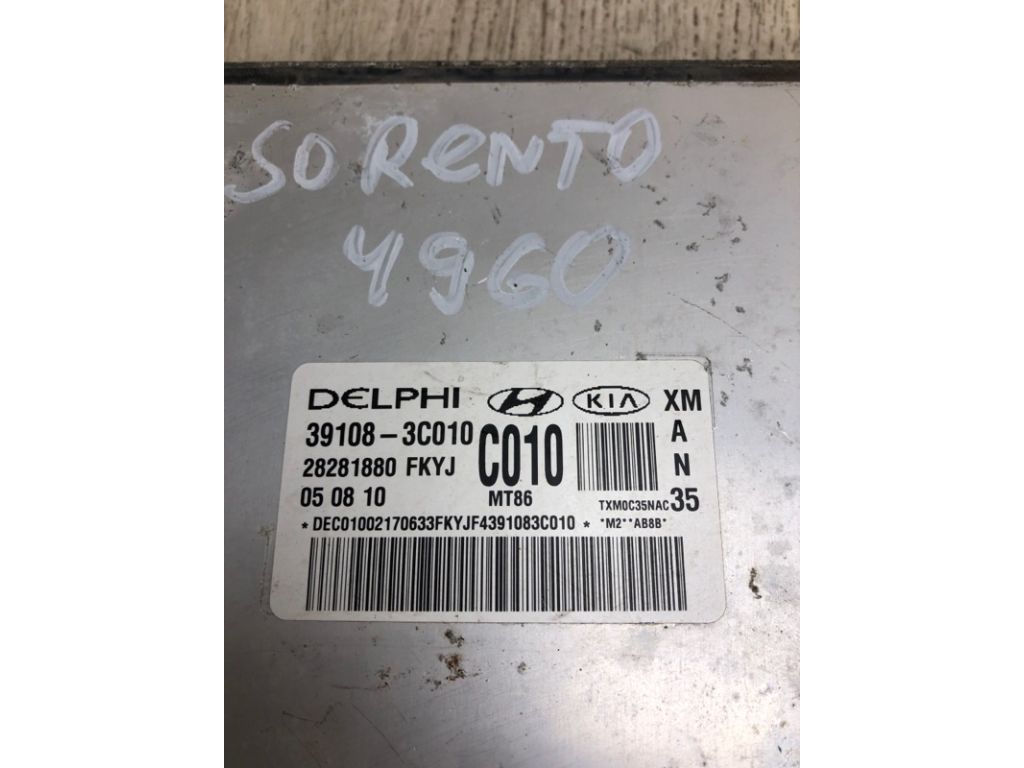 SORENTO
4960
DELPHI KIA XM
39108-3C010 C010 A
28281880 FKYJ N
05 08 10 MT86 TXM0C35NAC 35
*DEC01002170633FKYJF4391083C010* *M2**AB8B*